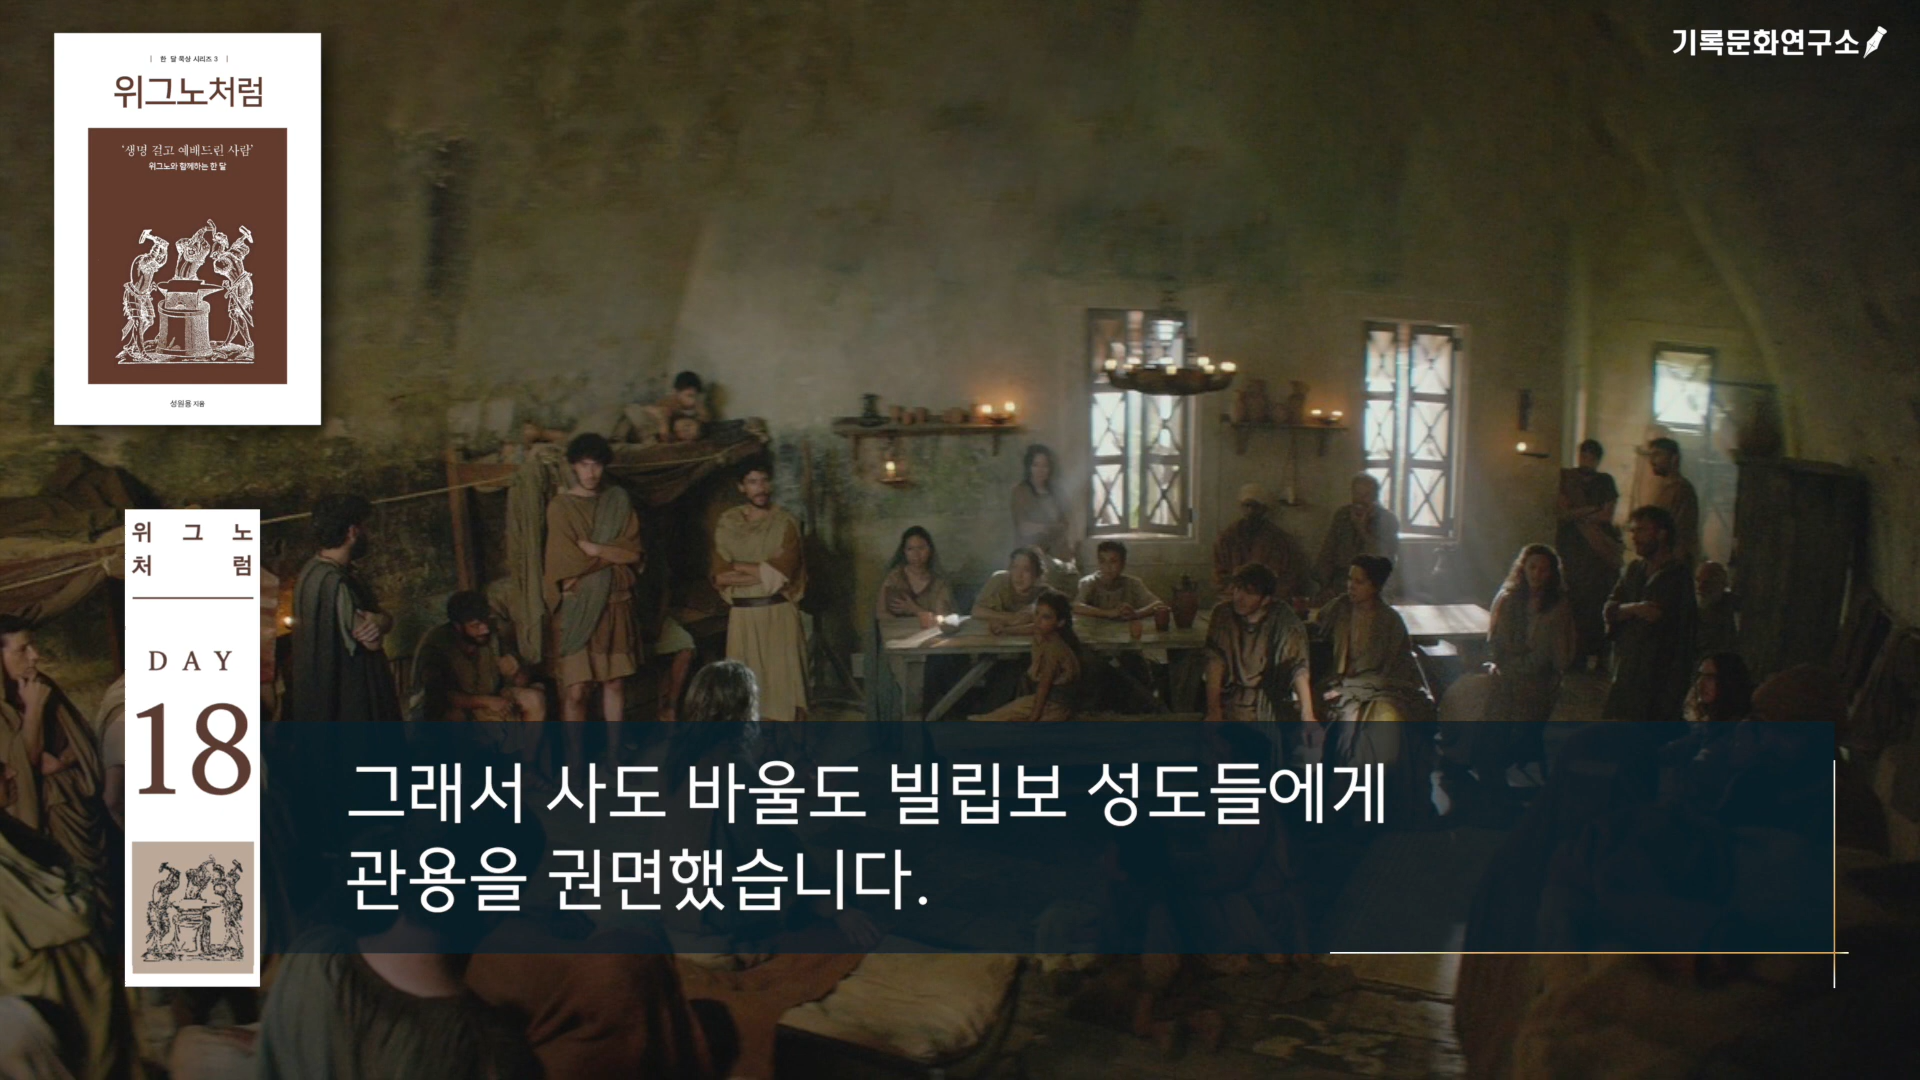 한 달 묵상 시리즈 3
위그노처럼
‘생명 걸고 예배드린 사람’
위그노와 함께하는 한 달
성원용 지음
기록문화연구소
위그노
처럼
DAY
18
그래서 사도 바울도 빌립보 성도들에게
관용을 권면했습니다.